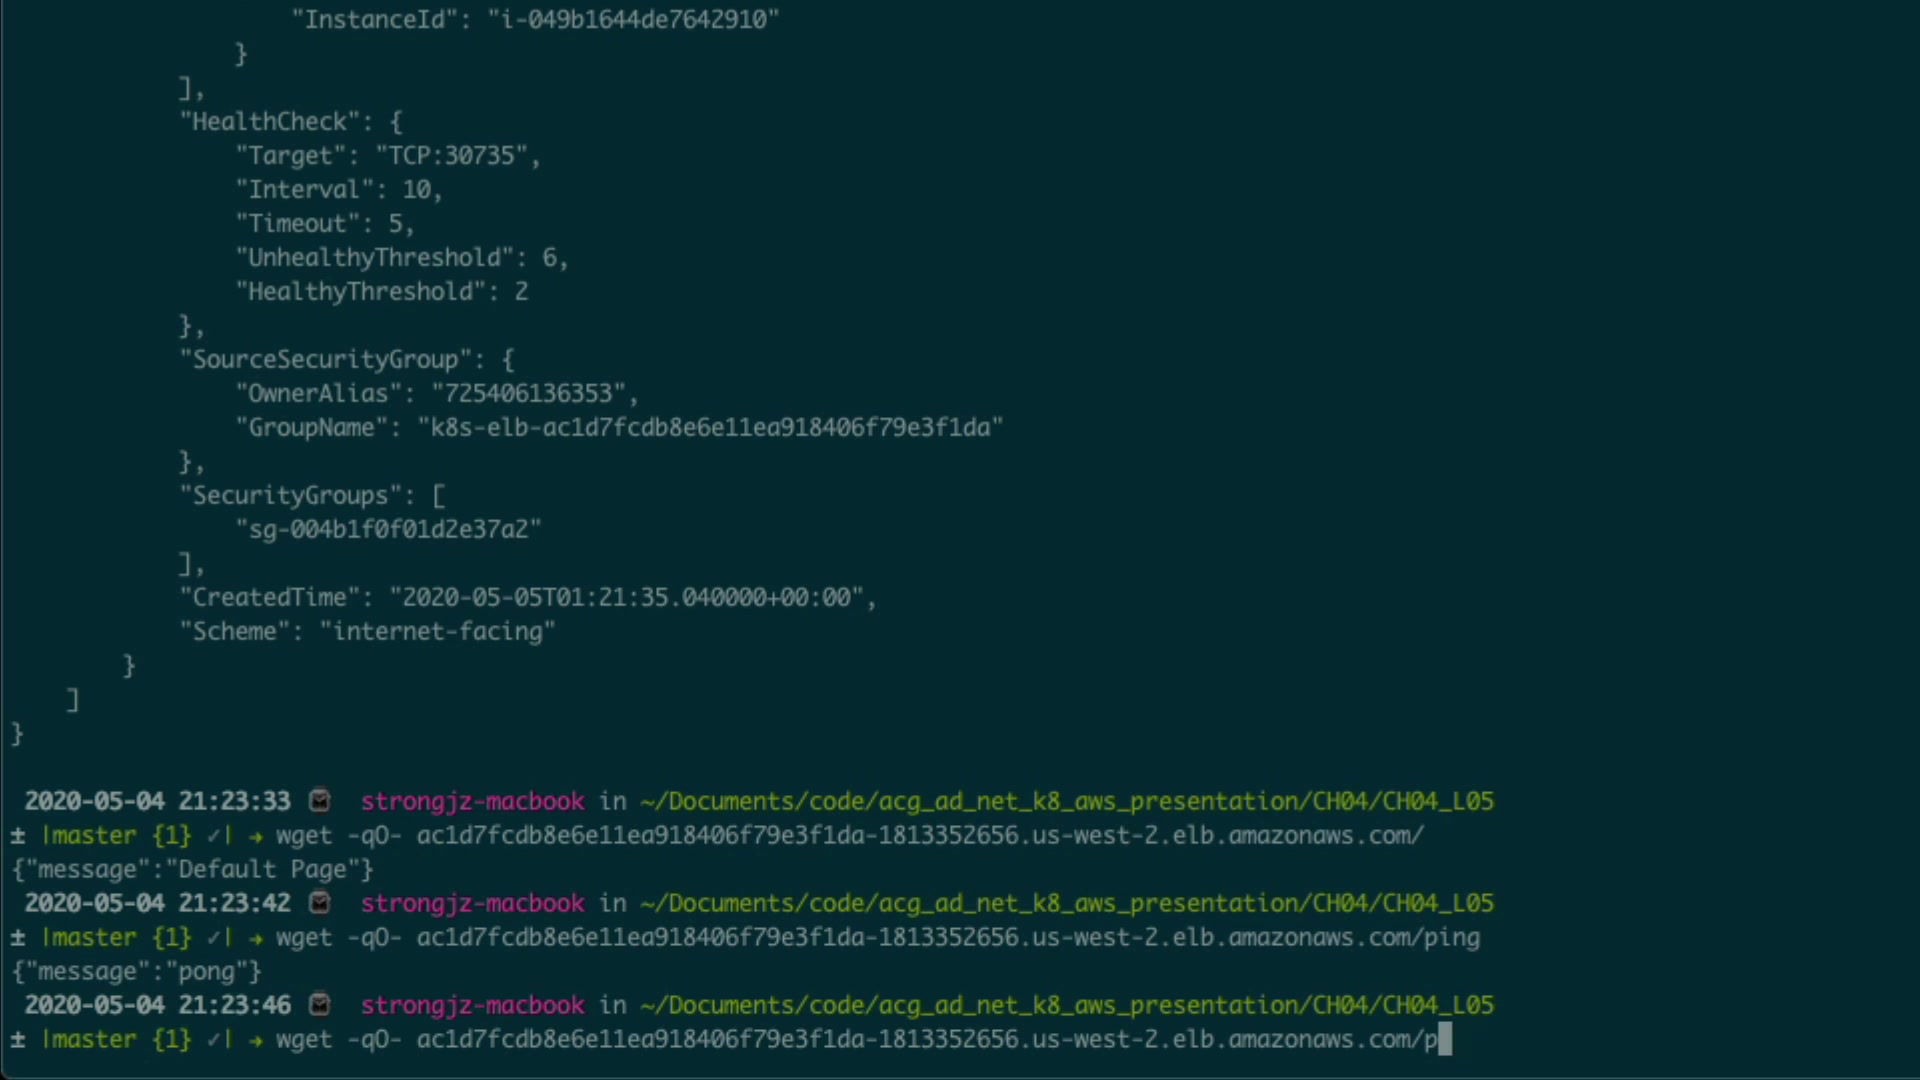 "InstanceId": "i-049b1644de7642910"
}
],
"HealthCheck": {
"Target": "TCP:30735",
"Interval": 10,
"Timeout": 5,
"UnhealthyThreshold": 6,
"HealthyThreshold": 2
},
"SourceSecurityGroup": {
"OwnerAlias": "725406136353",
"GroupName": "k8s-elb-ac1d7fcdb8e6e11ea918406f79e3f1da"
},
"SecurityGroups": [
"sg-004b1f0f01d2e37a2"
],
"CreatedTime": "2020-05-05T01:21:35.040000+00:00",
"Scheme": "internet-facing"
}
]
}
2020-05-04 21:23:33 strongjz-macbook in ~/Documents/code/acg_ad_net_k8_aws_presentation/CH04/CH04_L05
± |master {1} ✓| → wget -qO- ac1d7fcdb8e6e11ea918406f79e3f1da-1813352656.us-west-2.elb.amazonaws.com/
{"message":"Default Page"}
2020-05-04 21:23:42 strongjz-macbook in ~/Documents/code/acg_ad_net_k8_aws_presentation/CH04/CH04_L05
± |master {1} ✓| → wget -qO- ac1d7fcdb8e6e11ea918406f79e3f1da-1813352656.us-west-2.elb.amazonaws.com/ping
{"message":"pong"}
2020-05-04 21:23:46 strongjz-macbook in ~/Documents/code/acg_ad_net_k8_aws_presentation/CH04/CH04_L05
± |master {1} ✓| → wget -qO- ac1d7fcdb8e6e11ea918406f79e3f1da-1813352656.us-west-2.elb.amazonaws.com/p